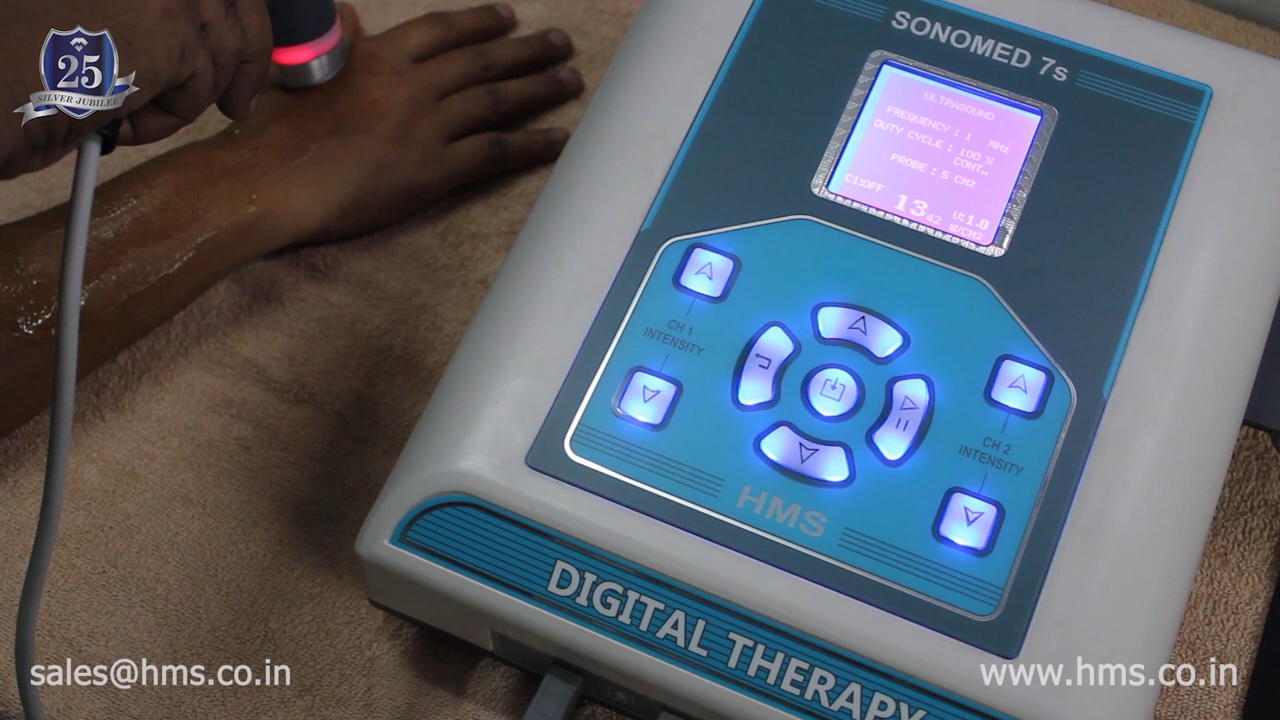 25
SILVER JUBILEE
SONOMED 7s
ULTRASOUND
FREQUENCY : 1 MHz
DUTY CYCLE : 100 %
CONT..
PROBE : 5 CM2
C1:OFF 13 42 U:1.0
W/CM2
CH 1
INTENSITY
CH 2
INTENSITY
HMS
DIGITAL THERAPY
sales@hms.co.in
www.hms.co.in